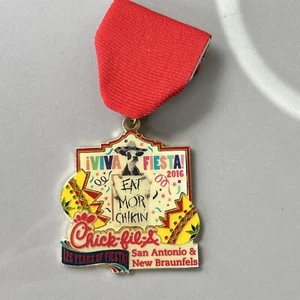 ¡VIVA FIESTA!
2016
EAT
MOR
CHIKIN
Chick-fil-A
125 YEARS OF FIESTA!
San Antonio &
New Braunfels